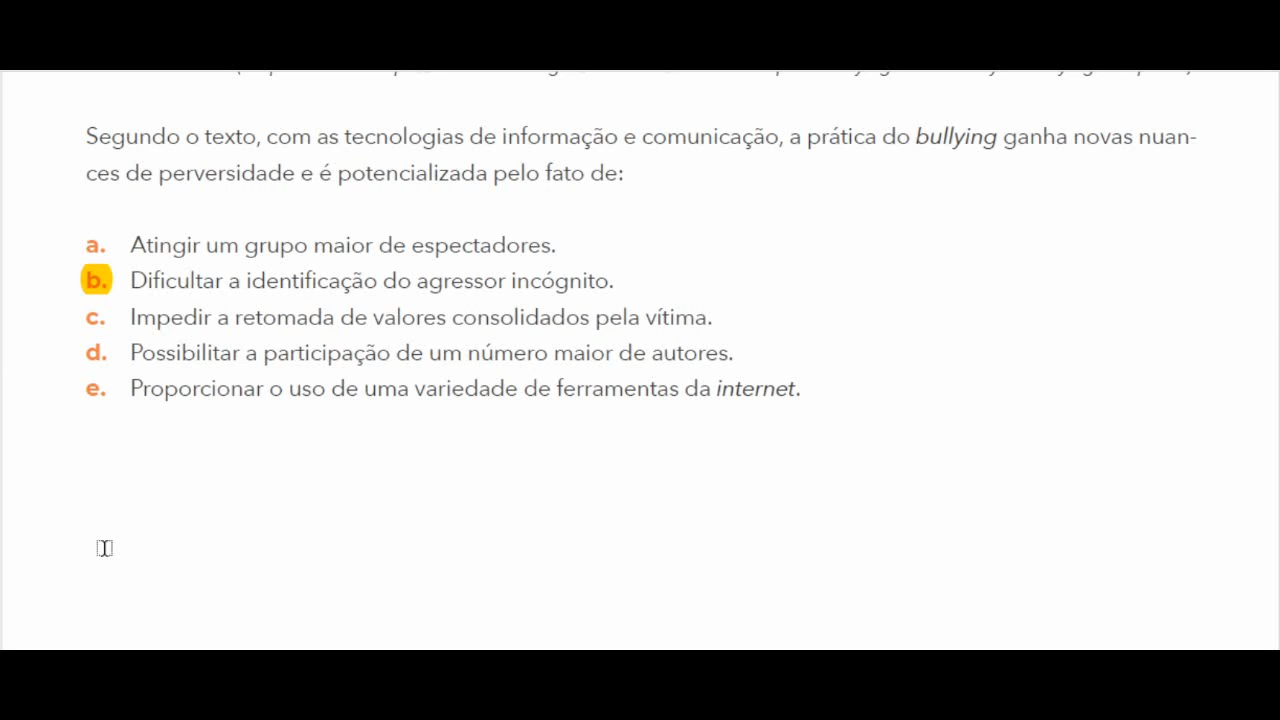 Segundo o texto, com as tecnologias de informação e comunicação, a prática do bullying ganha novas nuan-
ces de perversidade e é potencializada pelo fato de:
a. Atingir um grupo maior de espectadores.
b. Dificultar a identificação do agressor incógnito.
c. Impedir a retomada de valores consolidados pela vítima.
d. Possibilitar a participação de um número maior de autores.
e. Proporcionar o uso de uma variedade de ferramentas da internet.